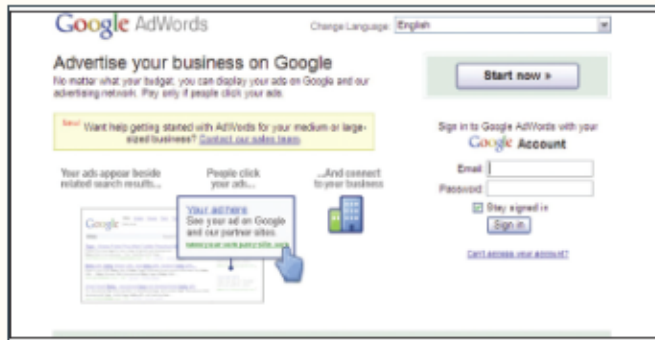 Google AdWords
Change Language: English
Advertise your business on Google
No matter what your budget, you can display your ads on Google and our
advertising network. Pay only if people click your ads.
Start now »
New! Want help getting started with AdWords for your medium or large-
sized business? Contact our sales team.
Your ads appear beside
related search results...
People click
your ads...
...And connect
to your business
Your ad here
See your ad on Google
and our partner sites.
Google
Sign in to Google AdWords with your
Google Account
Email:
Password:
Stay signed in
Sign in
Can't access your account?